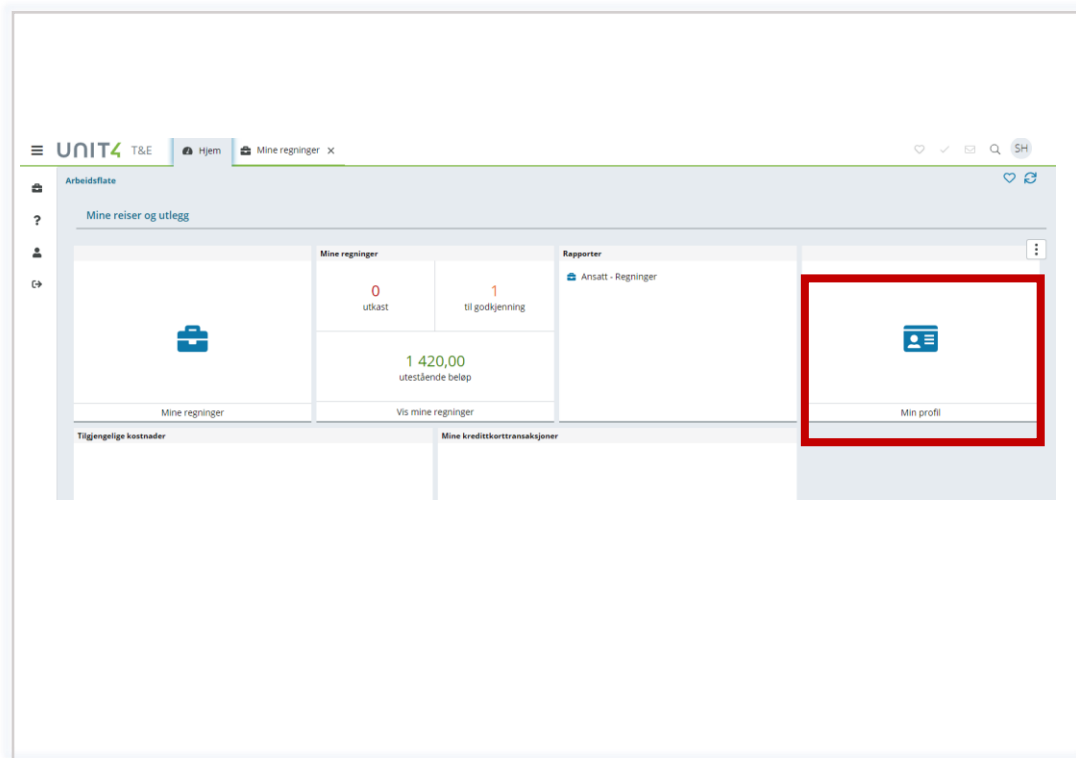 UNIT4 T&E
Hjem
Mine regninger
SH
Arbeidsflate
?
Mine reiser og utlegg
Mine regninger
Rapporter
0
utkast
1
til godkjenning
Ansatt - Regninger
1 420,00
utestående beløp
Mine regninger
Vis mine regninger
Min profil
Tilgjengelige kostnader
Mine kredittkorttransaksjoner